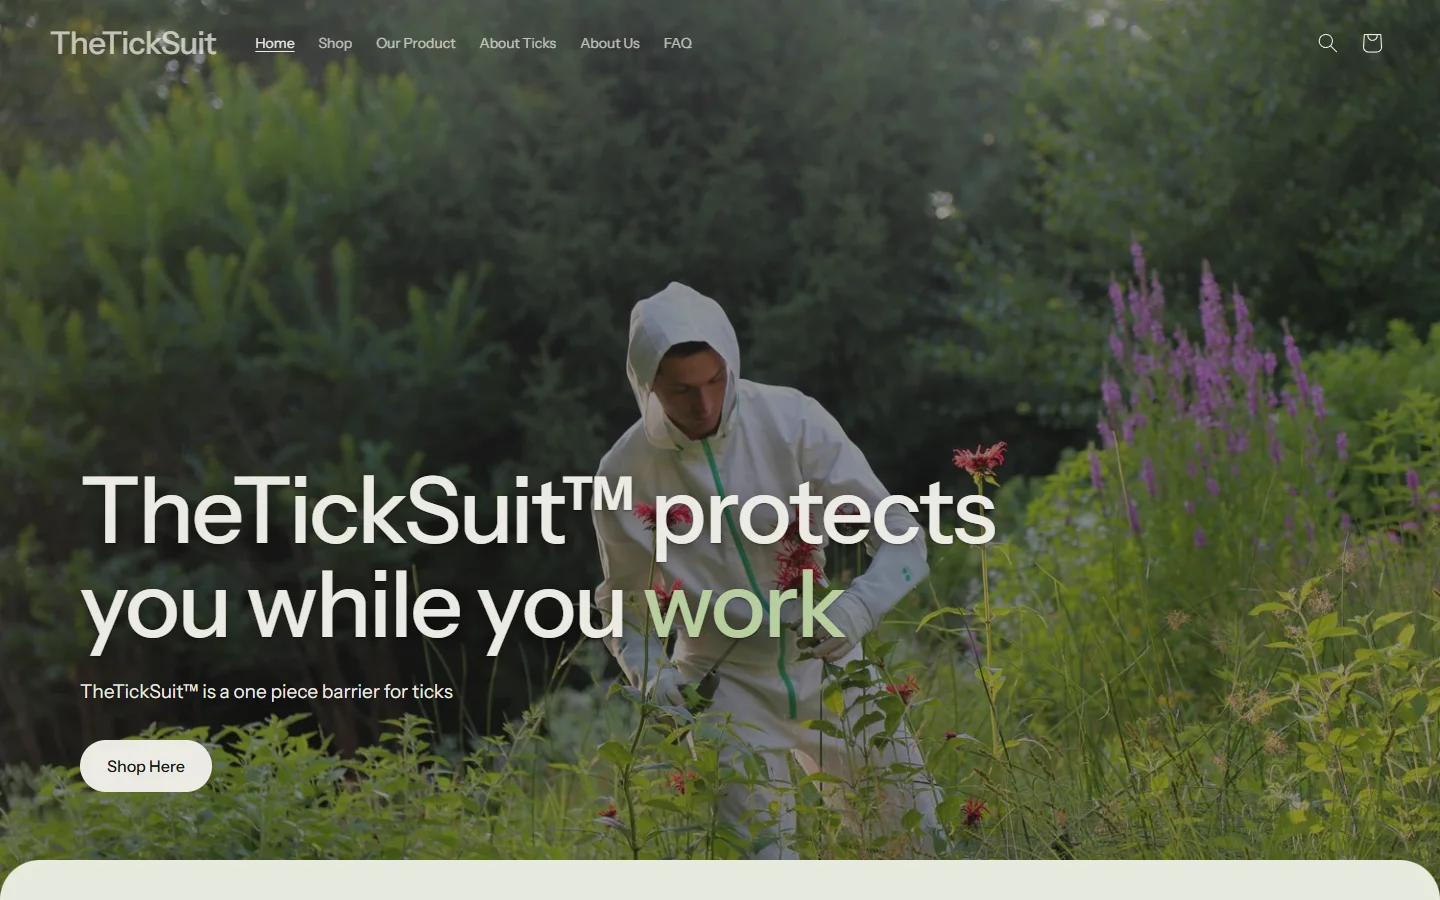 TheTickSuit
Home
Shop
Our Product
About Ticks
About Us
FAQ
TheTickSuit™ protects
you while you work
TheTickSuit™ is a one piece barrier for ticks
Shop Here